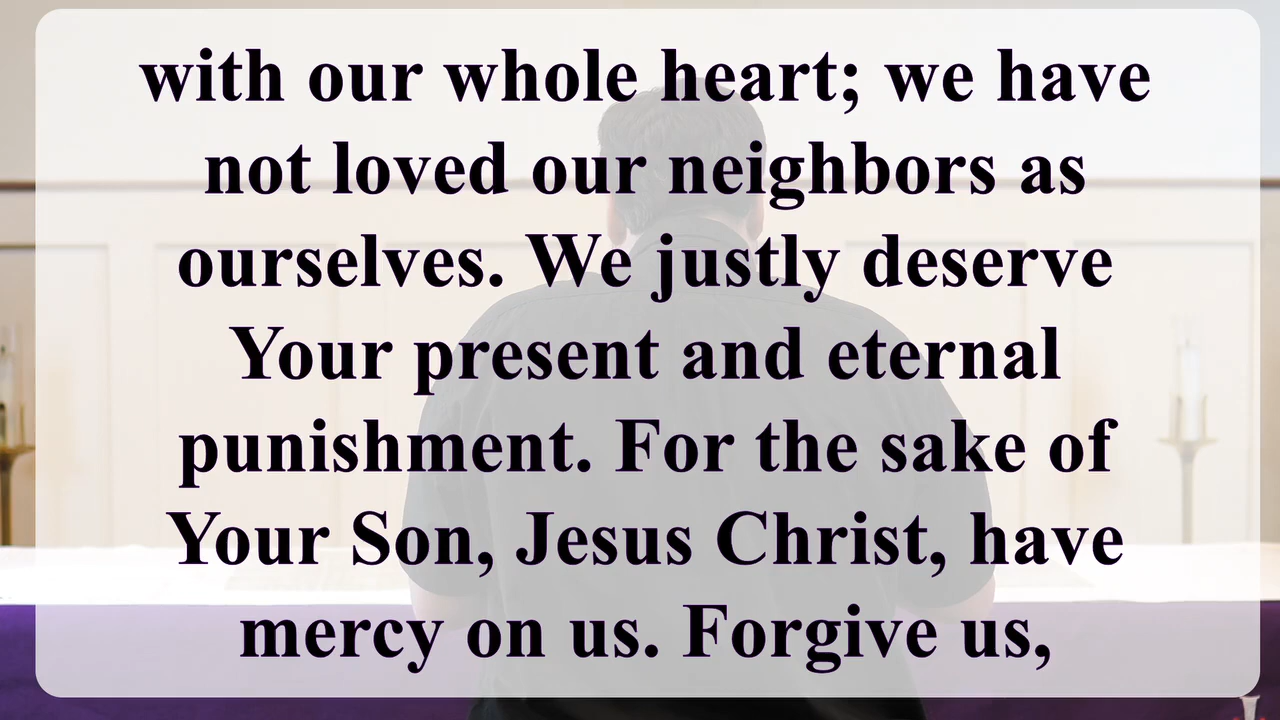 with our whole heart; we have
not loved our neighbors as
ourselves. We justly deserve
Your present and eternal
punishment. For the sake of
Your Son, Jesus Christ, have
mercy on us. Forgive us,